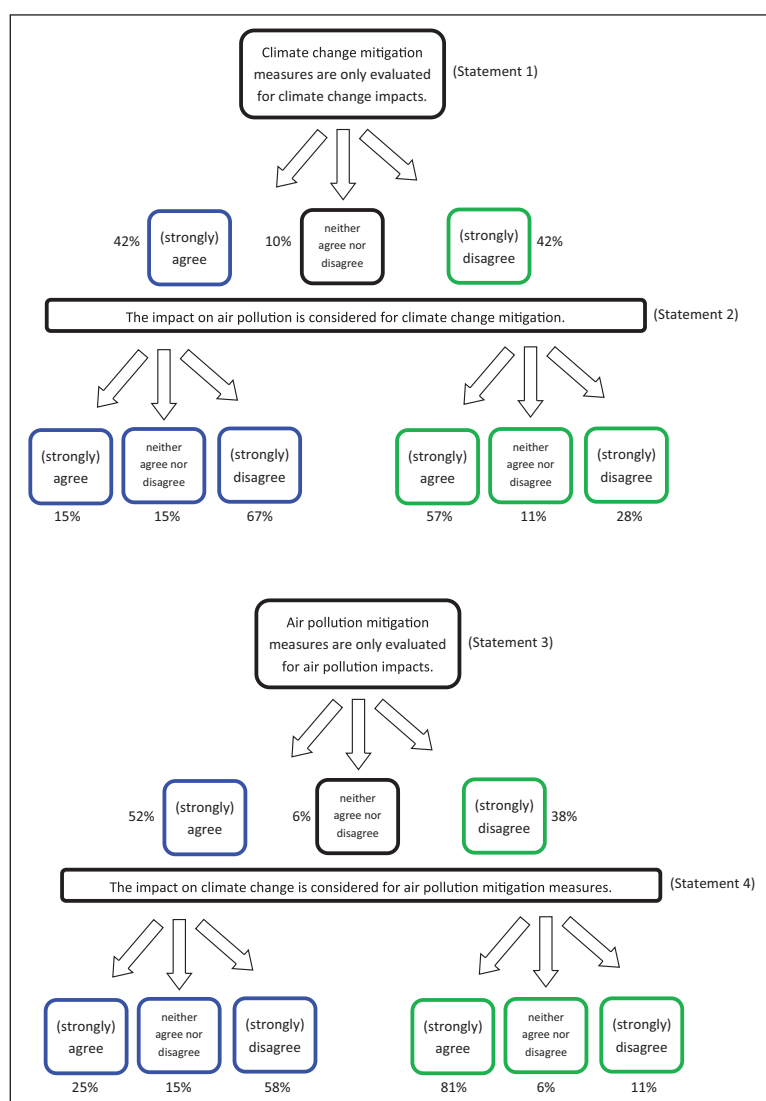 Climate change mitigation
measures are only evaluated
for climate change impacts.
(Statement 1)
42%
(strongly)
agree
10%
neither
agree nor
disagree
(strongly)
disagree
42%
The impact on air pollution is considered for climate change mitigation.
(Statement 2)
(strongly)
agree
neither
agree nor
disagree
(strongly)
disagree
(strongly)
agree
neither
agree nor
disagree
(strongly)
disagree
15%
15%
67%
57%
11%
28%
Air pollution mitigation
measures are only evaluated
for air pollution impacts.
(Statement 3)
52%
(strongly)
agree
6%
neither
agree nor
disagree
(strongly)
disagree
38%
The impact on climate change is considered for air pollution mitigation measures.
(Statement 4)
(strongly)
agree
neither
agree nor
disagree
(strongly)
disagree
(strongly)
agree
neither
agree nor
disagree
(strongly)
disagree
25%
15%
58%
81%
6%
11%